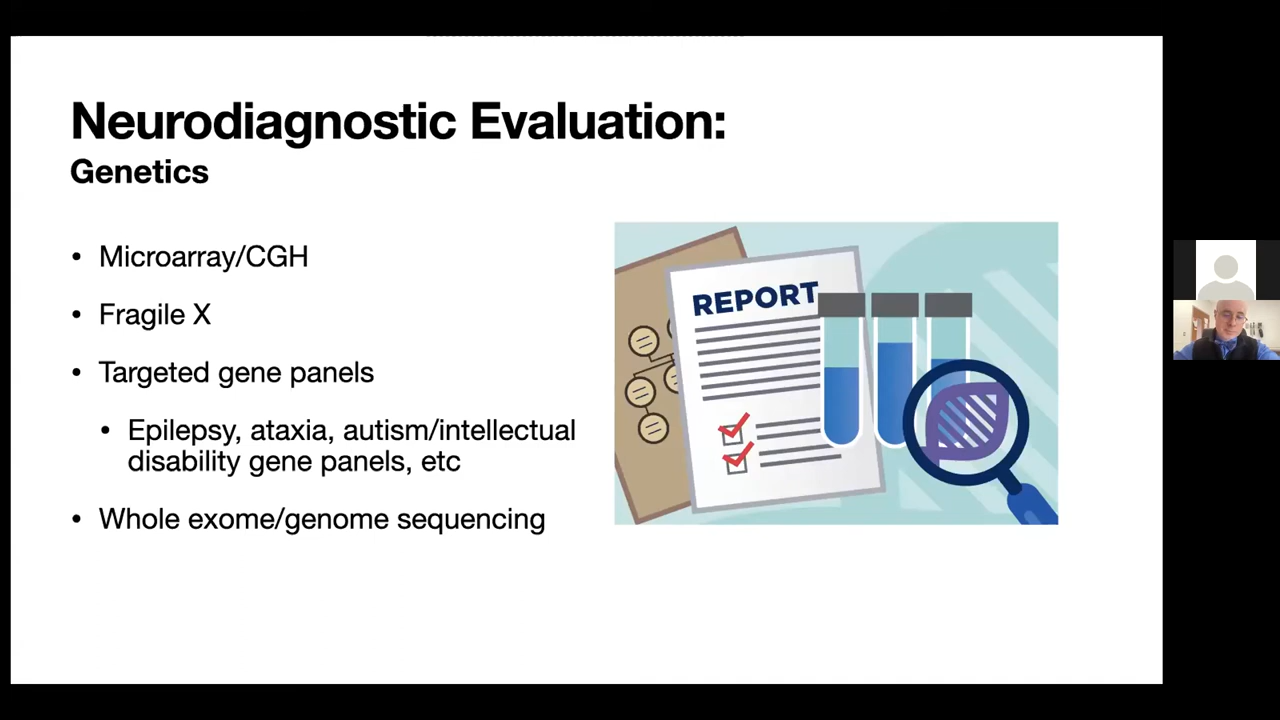 Neurodiagnostic Evaluation:
Genetics
• Microarray/CGH
• Fragile X
• Targeted gene panels
• Epilepsy, ataxia, autism/intellectual
disability gene panels, etc
• Whole exome/genome sequencing
REPORT